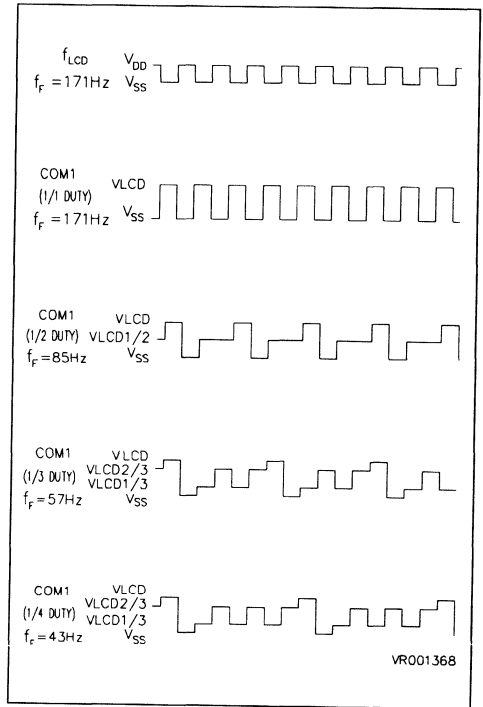 fLCD VDD
fF =171Hz VSS
COM1
(1/1 DUTY) VLCD
fF =171Hz VSS
COM1 VLCD
(1/2 DUTY) VLCD1/2
fF=85Hz VSS
COM1 VLCD
(1/3 DUTY) VLCD2/3
VLCD1/3
fF=57Hz VSS
COM1 VLCD
(1/4 DUTY) VLCD2/3
VLCD1/3
fF=43Hz VSS
VR001368